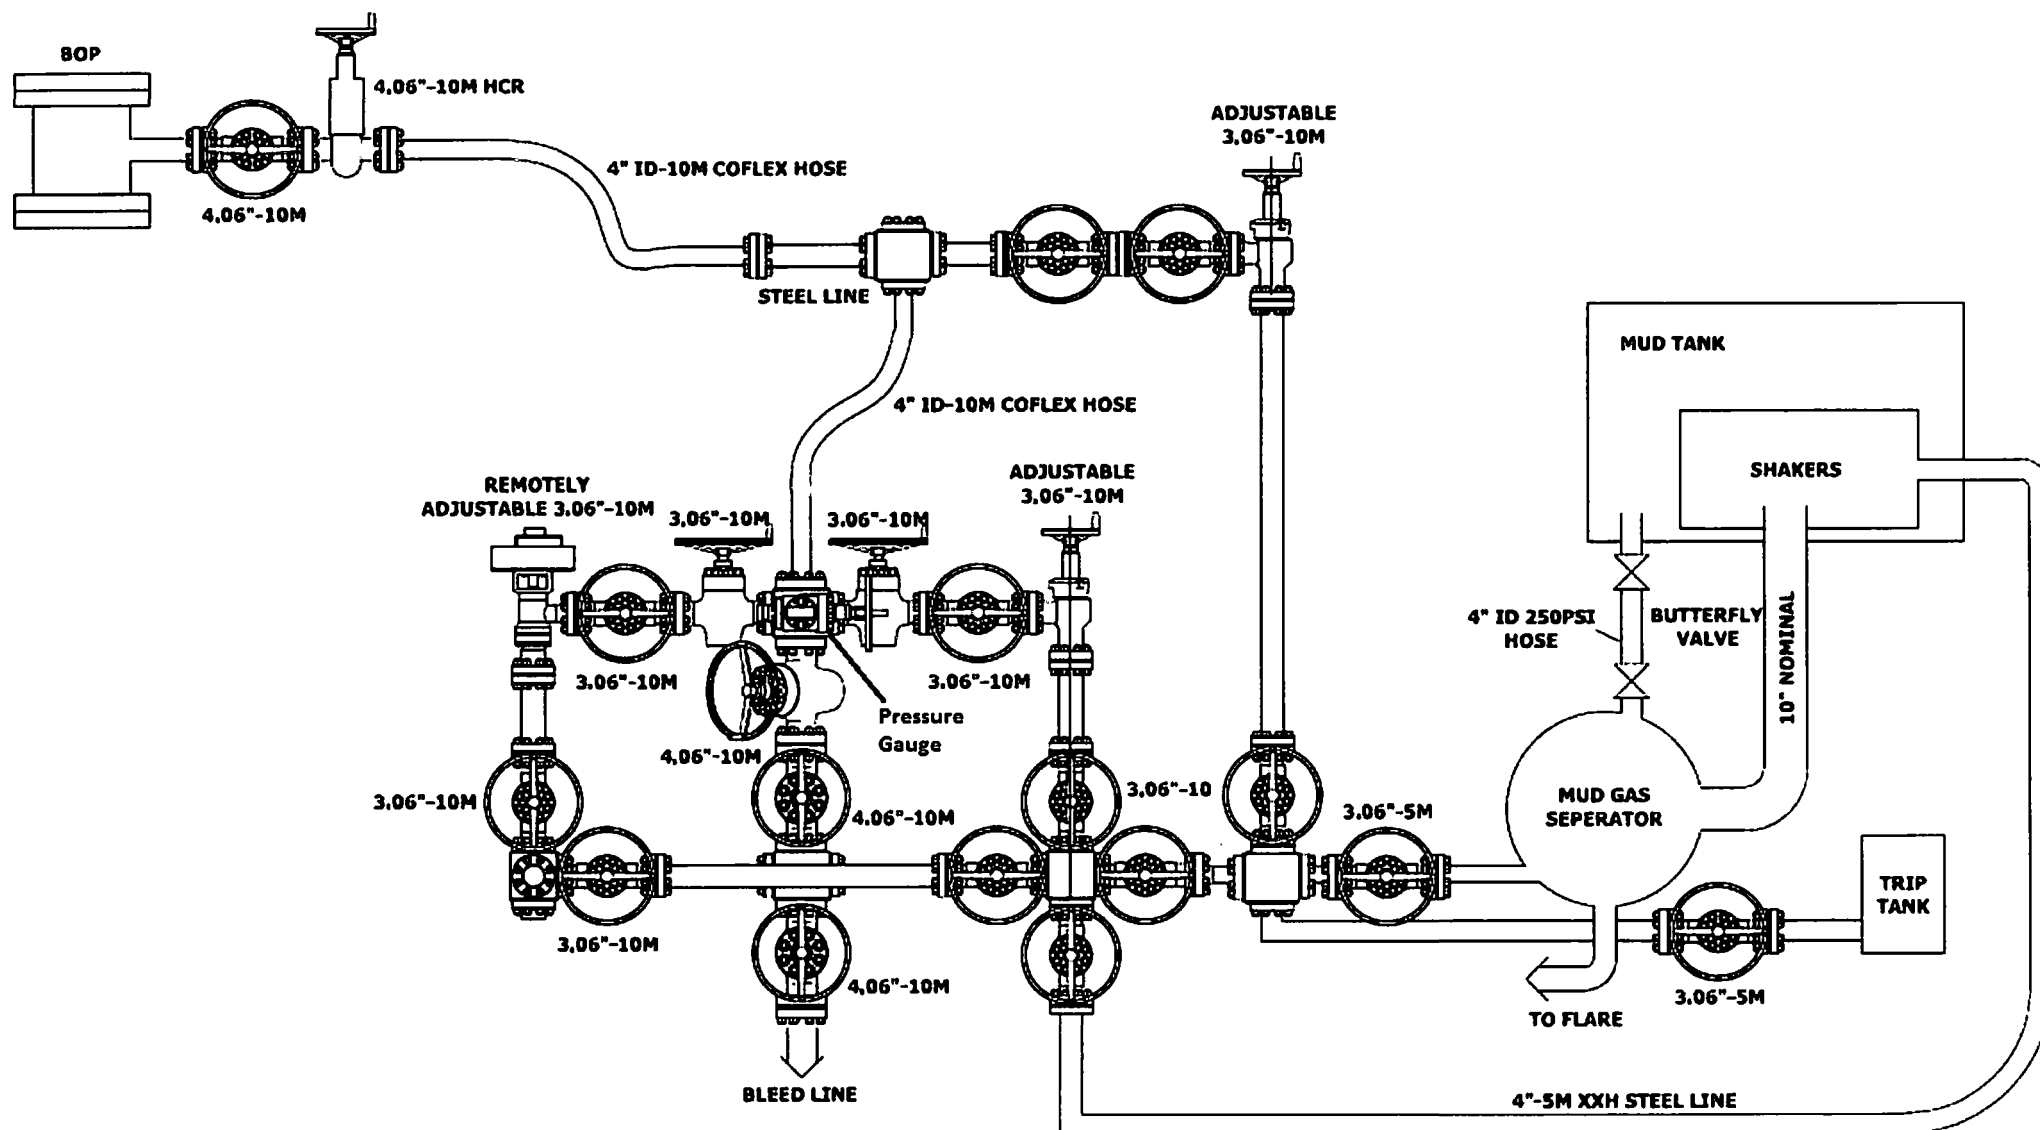 BOP
4.06"-10M HCR
4.06"-10M
4" ID-10M COFLEX HOSE
ADJUSTABLE
3.06"-10M
STEEL LINE
MUD TANK
4" ID-10M COFLEX HOSE
SHAKERS
REMOTELY
ADJUSTABLE 3.06"-10M
3.06"-10M
3.06"-10M
ADJUSTABLE
3.06"-10M
4" ID 250PSI
HOSE
BUTTERFLY
VALVE
10" NOMINAL
3.06"-10M
3.06"-10M
Pressure
Gauge
4.06"-10M
3.06"-10M
4.06"-10M
3.06"-10
3.06"-5M
MUD GAS
SEPERATOR
TRIP
TANK
3.06"-10M
4.06"-10M
3.06"-5M
TO FLARE
BLEED LINE
4"-5M XXH STEEL LINE